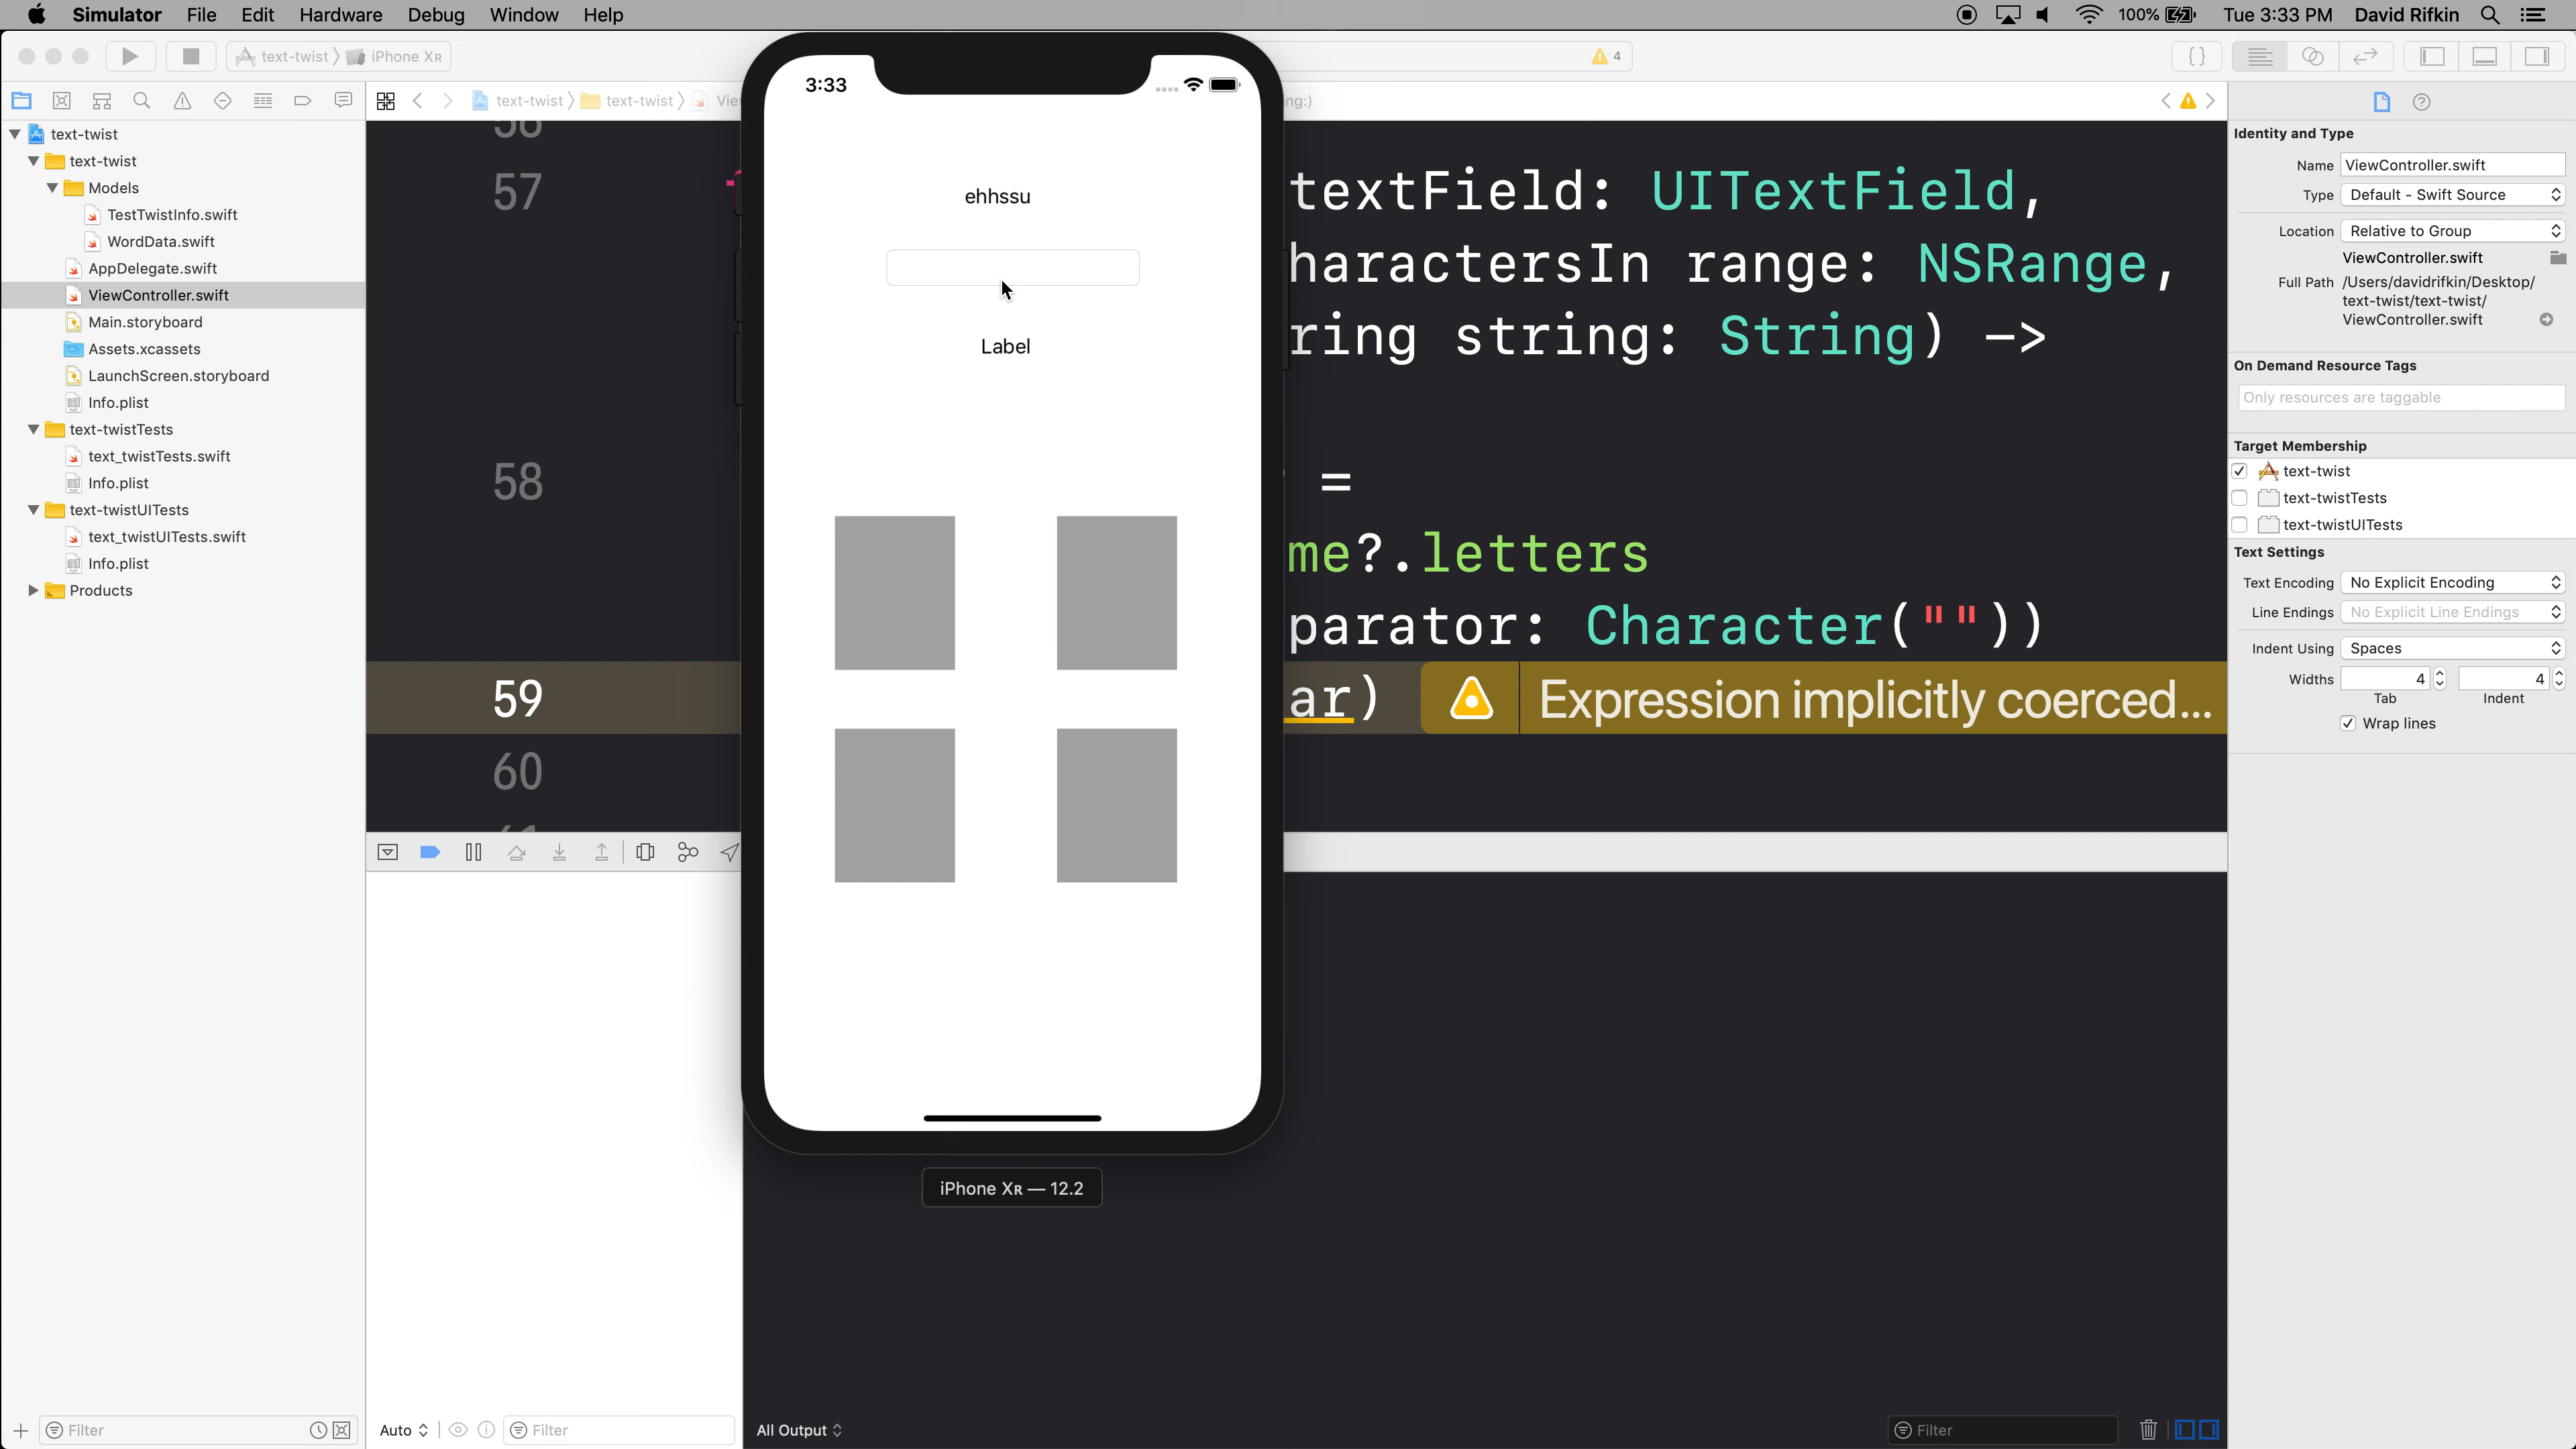 Simulator File Edit Hardware Debug Window Help 100% Tue 3:33 PM David Rifkin
text-twist iPhone XR 4
text-twist text-twist ng:)
text-twist
text-twist
Models
TestTwistInfo.swift
WordData.swift
AppDelegate.swift
ViewController.swift
Main.storyboard
Assets.xcassets
LaunchScreen.storyboard
Info.plist
text-twistTests
text_twistTests.swift
Info.plist
text-twistUITests
text_twistUITests.swift
Info.plist
Products
Filter
57 textField: UITextField,
haractersIn range: NSRange,
ring string: String) ->
58 =
me?.letters
parator: Character(""))
59 ar) Expression implicitly coerced...
60
3:33
ehhssu
Label
iPhone XR — 12.2
Auto Filter
All Output Filter
Identity and Type
Name ViewController.swift
Type Default - Swift Source
Location Relative to Group
ViewController.swift
Full Path /Users/davidrifkin/Desktop/
text-twist/text-twist/
ViewController.swift
On Demand Resource Tags
Only resources are taggable
Target Membership
text-twist
text-twistTests
text-twistUITests
Text Settings
Text Encoding No Explicit Encoding
Line Endings No Explicit Line Endings
Indent Using Spaces
Widths 4 4
Tab Indent
Wrap lines